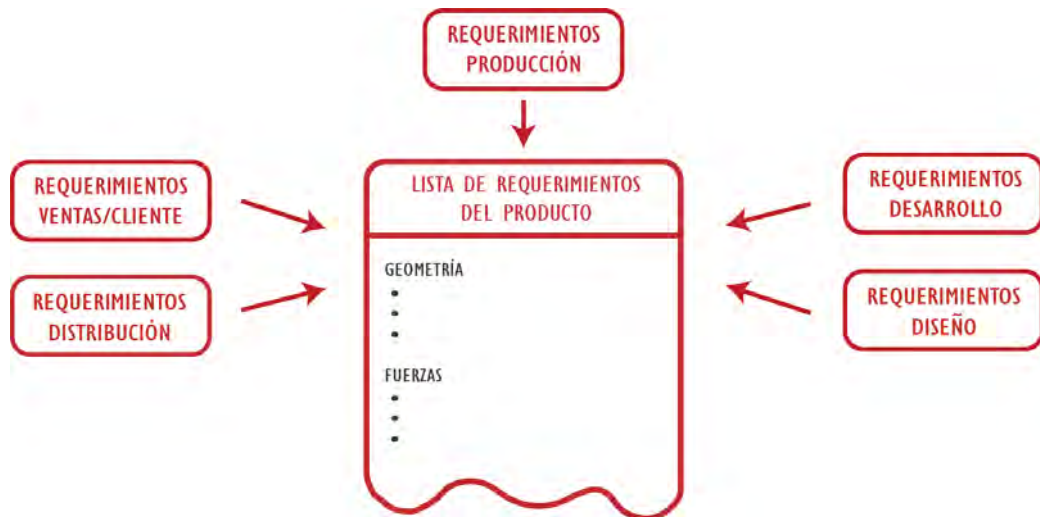 REQUERIMIENTOS
PRODUCCIÓN
REQUERIMIENTOS
VENTAS/CLIENTE
REQUERIMIENTOS
DISTRIBUCIÓN
LISTA DE REQUERIMIENTOS
DEL PRODUCTO
GEOMETRÍA
•
•
•
FUERZAS
•
•
•
REQUERIMIENTOS
DESARROLLO
REQUERIMIENTOS
DISEÑO